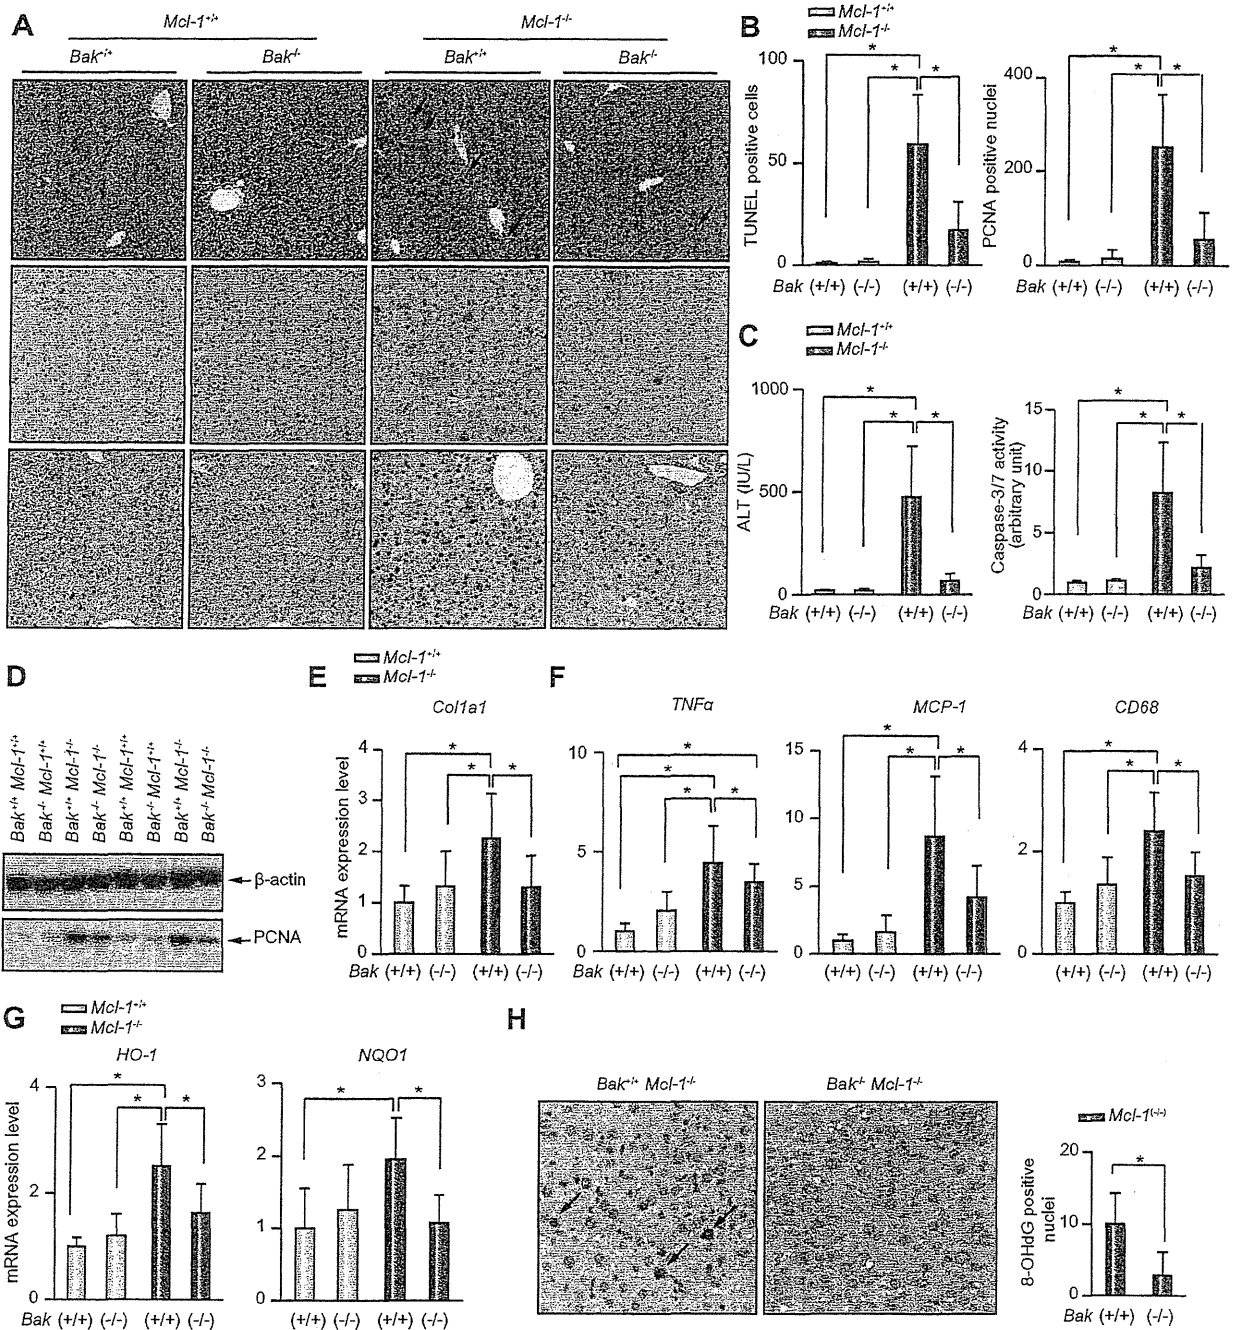 A
Mcl-1+/+ Mcl-1-/-
Bak+/+ Bak-/- Bak+/+ Bak-/-
B
Mcl-1+/+
Mcl-1-/-
TUNEL positive cells
100
50
0
* * *
Bak (+/+) (-/-) (+/+) (-/-)
PCNA positive nuclei
400
200
0
* * *
(+/+) (-/-) (+/+) (-/-)
C
Mcl-1+/+
Mcl-1-/-
ALT (IU/L)
1000
500
0
* * *
Bak (+/+) (-/-) (+/+) (-/-)
Caspase-3/7 activity
(arbitrary unit)
15
10
5
0
* * *
(+/+) (-/-) (+/+) (-/-)
D
Bak+/+ Mcl-1+/+
Bak-/- Mcl-1+/+
Bak+/+ Mcl-1-/-
Bak-/- Mcl-1-/-
Bak+/+ Mcl-1+/+
Bak-/- Mcl-1+/+
Bak+/+ Mcl-1-/-
Bak-/- Mcl-1-/-
β-actin
PCNA
E
Mcl-1+/+
Mcl-1-/-
Col1a1
mRNA expression level
4
3
2
1
0
* * *
Bak (+/+) (-/-) (+/+) (-/-)
F
TNFα
10
5
0
* * * *
(+/+) (-/-) (+/+) (-/-)
MCP-1
15
10
5
0
* * *
(+/+) (-/-) (+/+) (-/-)
CD68
4
2
0
* * *
(+/+) (-/-) (+/+) (-/-)
G
Mcl-1+/+
Mcl-1-/-
HO-1
mRNA expression level
4
2
0
* * *
Bak (+/+) (-/-) (+/+) (-/-)
NQO1
3
2
1
0
* *
(+/+) (-/-) (+/+) (-/-)
H
Bak+/+ Mcl-1-/- Bak-/- Mcl-1-/-
Mcl-1(-/-)
8-OHdG positive
nuclei
20
10
0
*
Bak (+/+) (-/-)